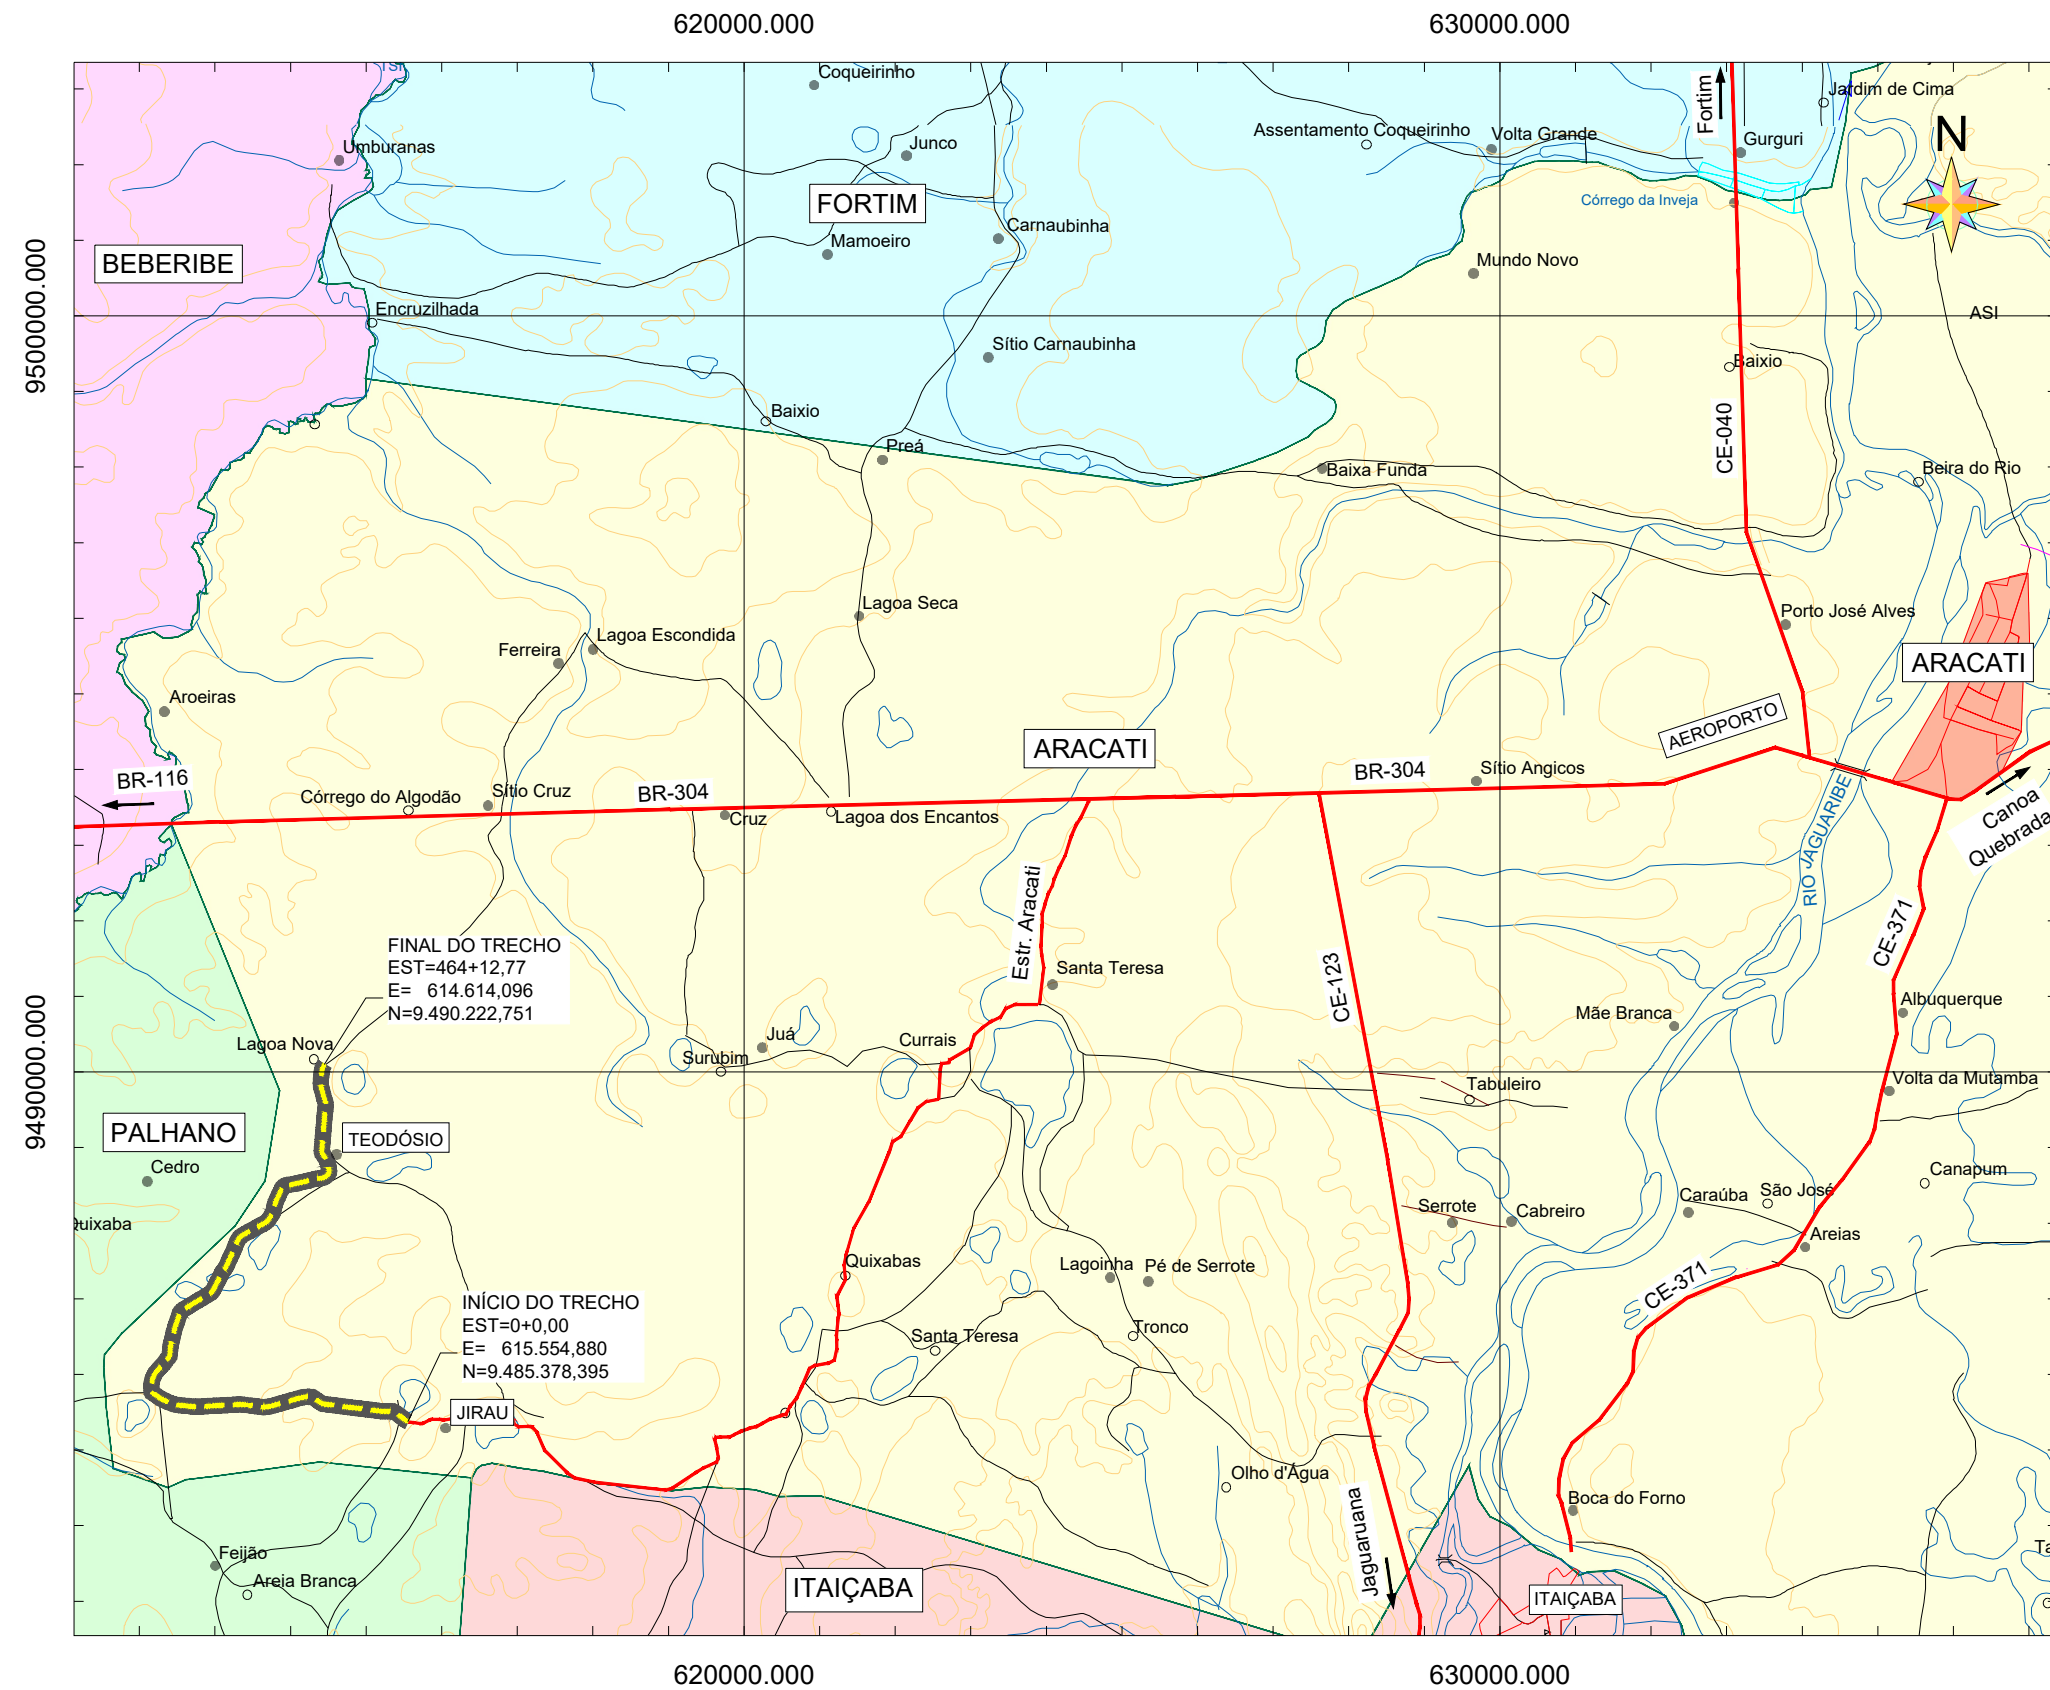 620000.000
630000.000
Coqueirinho
Fortim
Jardim de Cima
Umburanas
Junco
Assentamento Coqueirinho
Volta Grande
Gurguri
N
FORTIM
Córrego da Inveja
Carnaubinha
Mamoeiro
BEBERIBE
Mundo Novo
9500000.000
Encruzilhada
ASI
Sítio Carnaubinha
Baixio
Baixio
CE-040
Preá
Baixa Funda
Beira do Rio
Lagoa Seca
Porto José Alves
Lagoa Escondida
Ferreira
ARACATI
Aroeiras
AEROPORTO
ARACATI
BR-116
BR-304
BR-304
Sítio Angicos
Córrego do Algodão
Sítio Cruz
Cruz
Lagoa dos Encantos
Canoa
Quebrada
RIO JAGUARIBE
Estr. Aracati
CE-371
FINAL DO TRECHO
EST=464+12,77
E= 614.614,096
N=9.490.222,751
Santa Teresa
CE-123
Albuquerque
Mãe Branca
9490000.000
Lagoa Nova
Juá
Currais
Surubim
Tabuleiro
Volta da Mutamba
PALHANO
TEODÓSIO
Cedro
Canapum
Caraúba
São José
Quixaba
Serrote
Cabreiro
Areias
Quixabas
Lagoinha
Pé de Serrote
CE-371
INÍCIO DO TRECHO
EST=0+0,00
E= 615.554,880
N=9.485.378,395
Santa Teresa
Tronco
JIRAU
Olho d'Água
Boca do Forno
Jaguaruana
Feijão
Areia Branca
ITAIÇABA
ITAIÇABA
620000.000
630000.000